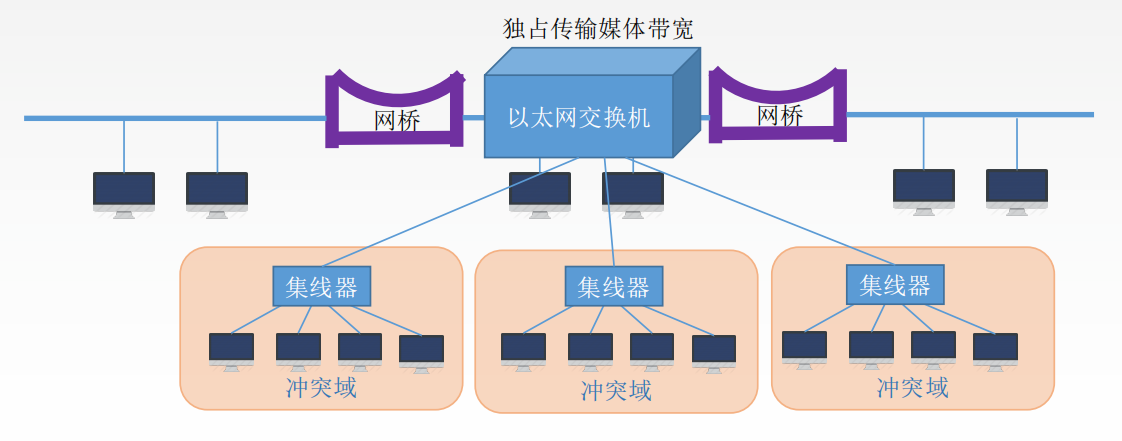 独占传输媒体带宽
网桥
以太网交换机
网桥
集线器
集线器
集线器
冲突域
冲突域
冲突域